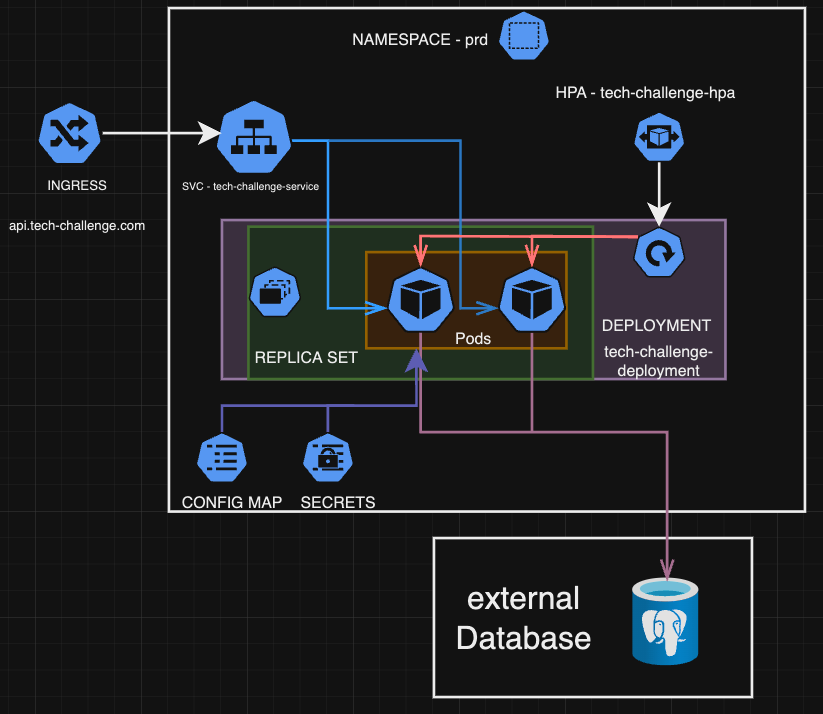 NAMESPACE - prd
HPA - tech-challenge-hpa
INGRESS
SVC - tech-challenge-service
api.tech-challenge.com
DEPLOYMENT
tech-challenge-
deployment
Pods
REPLICA SET
CONFIG MAP
SECRETS
external
Database